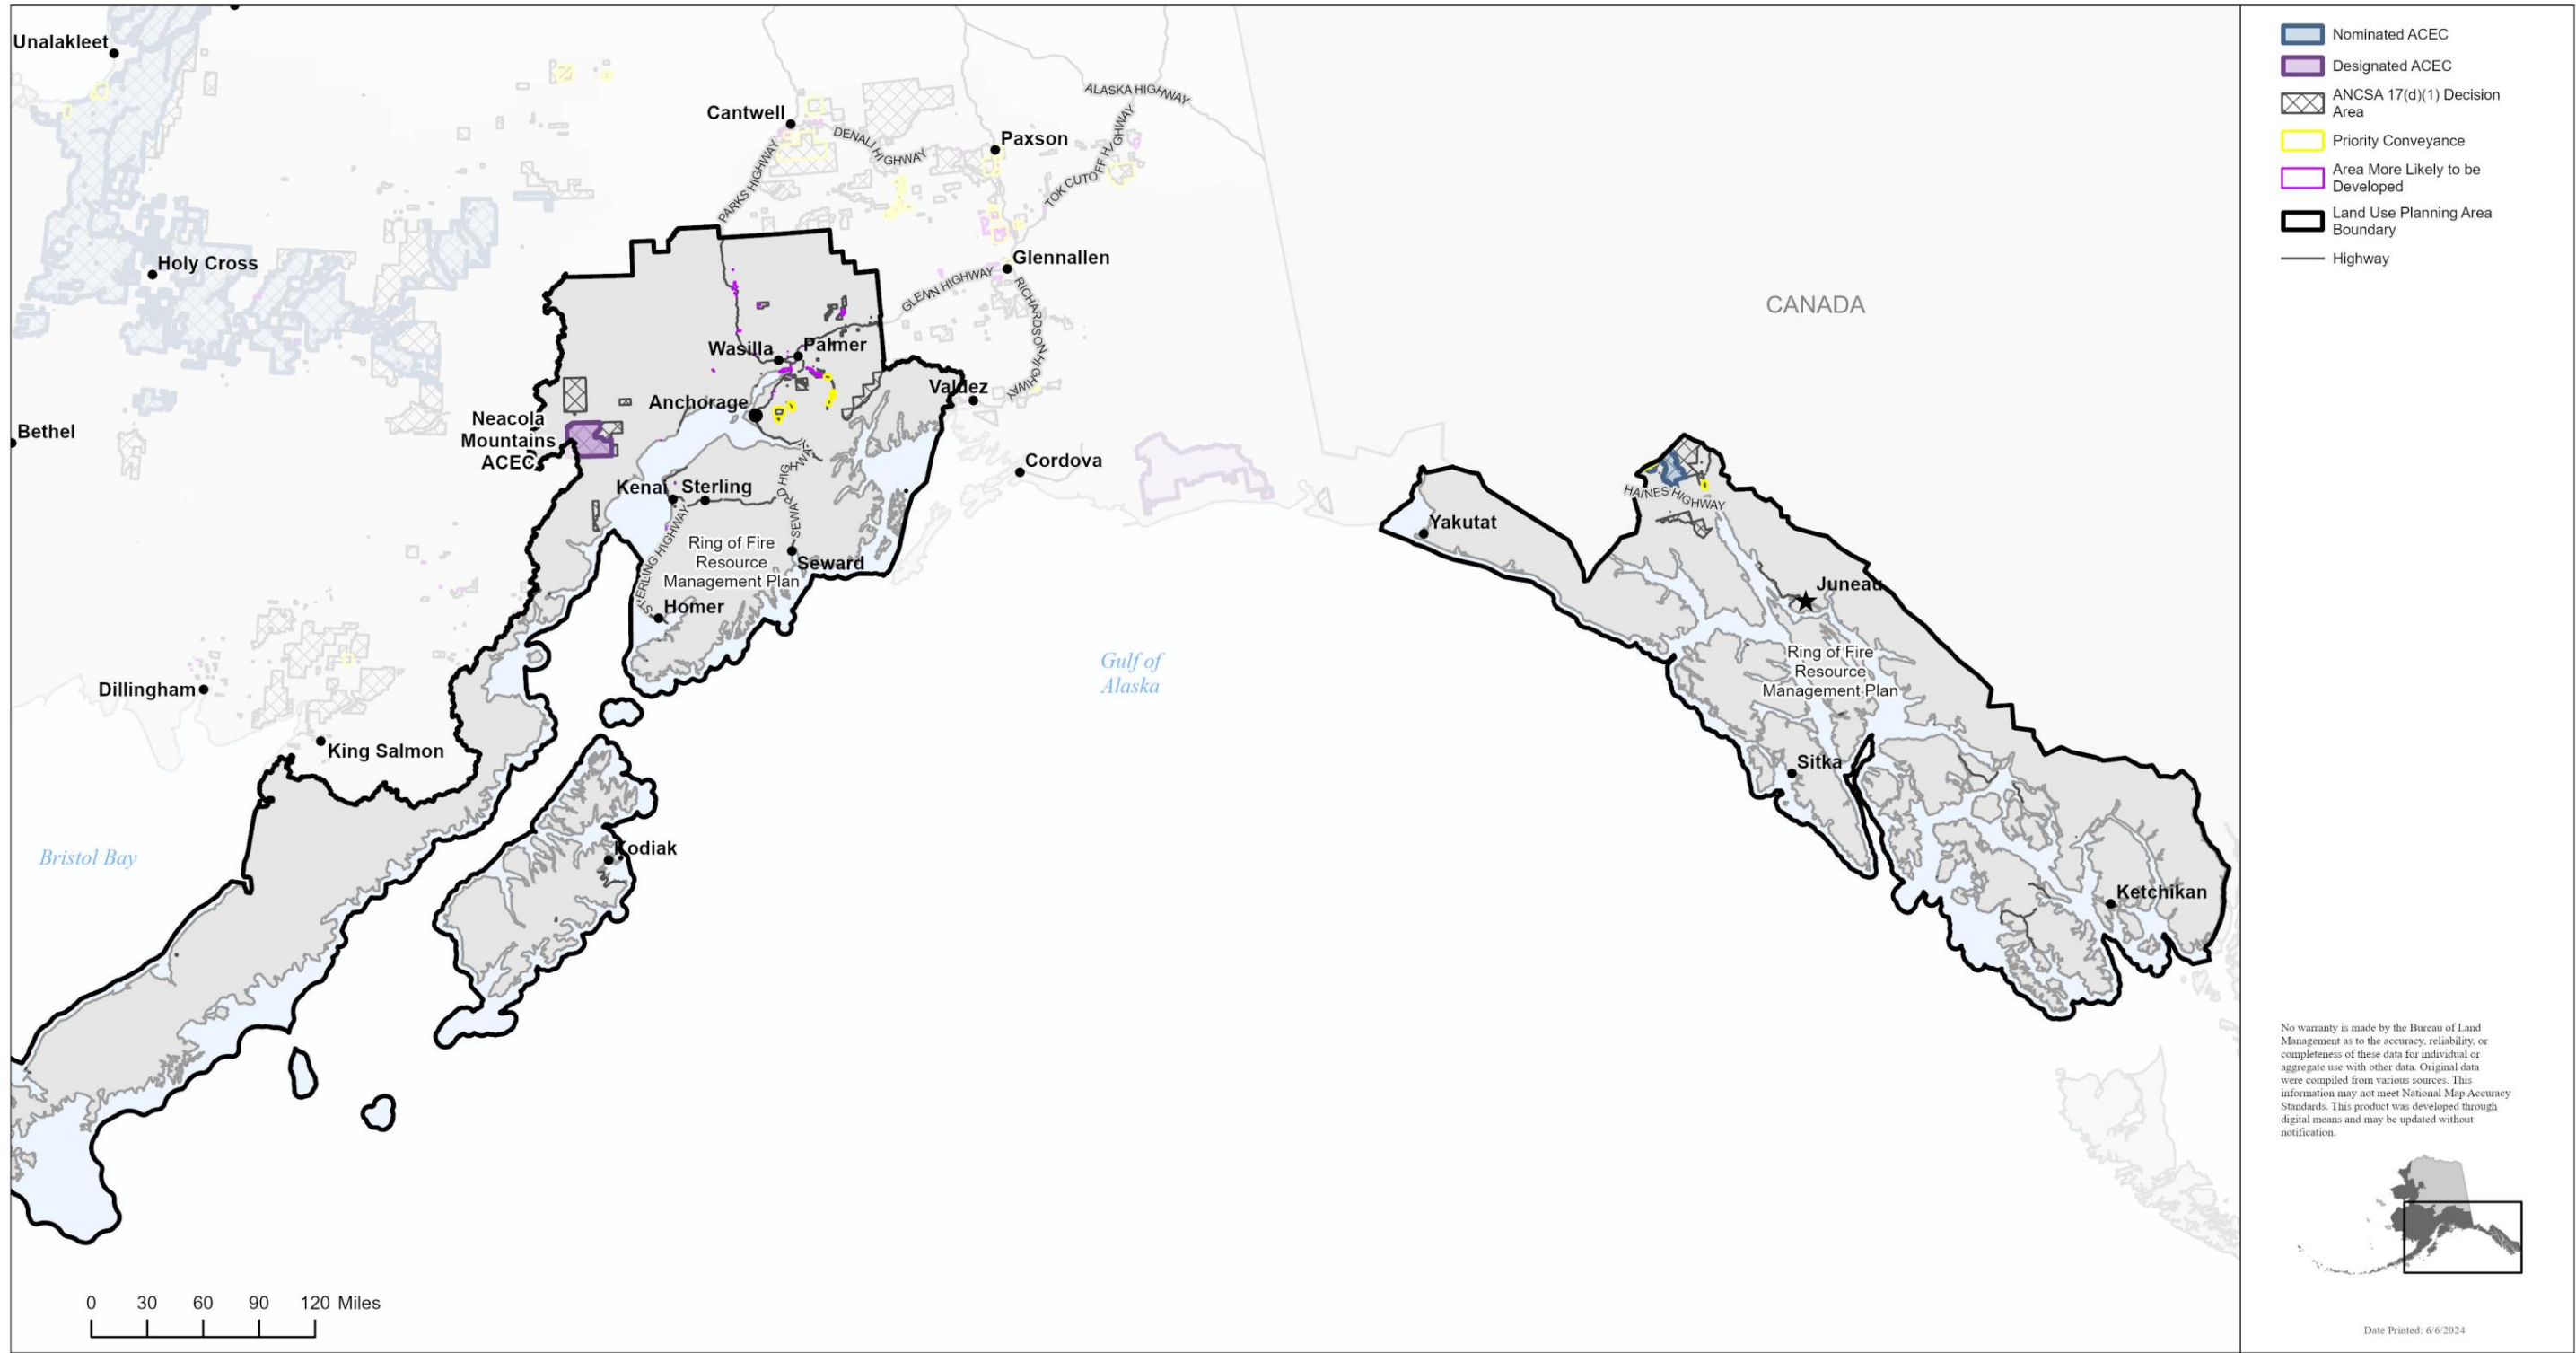 Unalakleet
Cantwell
Paxson
ALASKA HIGHWAY
DENALI HIGHWAY
PARKS HIGHWAY
TOK CUTOFF HIGHWAY
Holy Cross
Glennallen
GLENN HIGHWAY
RICHARDSON HIGHWAY
CANADA
Wasilla
Palmer
Valdez
Anchorage
Neacola
Mountains
ACEC
Bethel
Cordova
Kenai
Sterling
SEWARD HIGHWAY
STERLING HIGHWAY
Ring of Fire
Resource
Management Plan
Seward
Homer
HAINES HIGHWAY
Yakutat
Juneau
Gulf of
Alaska
Ring of Fire
Resource
Management Plan
Dillingham
King Salmon
Sitka
Bristol Bay
Kodiak
Ketchikan
0 30 60 90 120 Miles
Nominated ACEC
Designated ACEC
ANCSA 17(d)(1) Decision
Area
Priority Conveyance
Area More Likely to be
Developed
Land Use Planning Area
Boundary
Highway
No warranty is made by the Bureau of Land
Management as to the accuracy, reliability, or
completeness of these data for individual or
aggregate use with other data. Original data
were compiled from various sources. This
information may not meet National Map Accuracy
Standards. This product was developed through
digital means and may be updated without
notification.
Date Printed: 6/6/2024